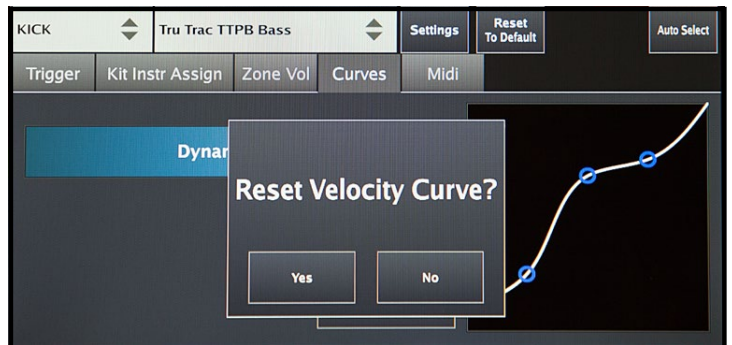 KICK
Tru Trac TTPB Bass
Settings
Reset
To Default
Auto Select
Trigger
Kit Instr Assign
Zone Vol
Curves
Midi
Reset Velocity Curve?
Yes
No